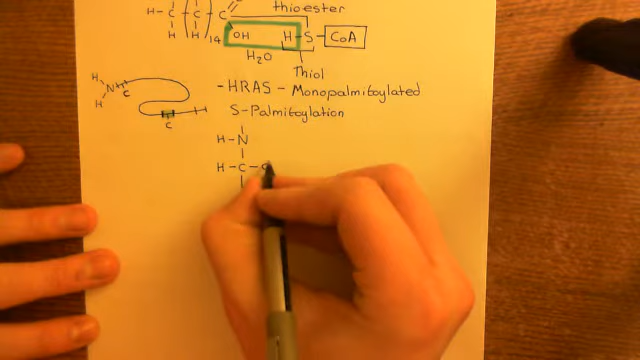 thioester
H-C-C-C
OH H-S-CoA
H H 14
H₂O
Thiol
-HRAS - Monopalmitoylated
H
N C
H
S-Palmitoylation
C
H-N
H-C-C